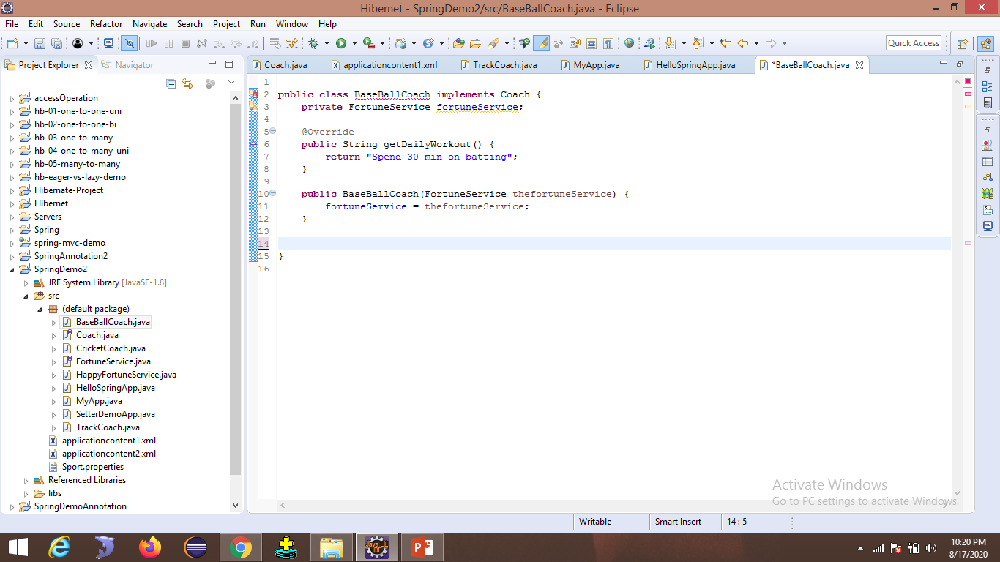 Hibernet - SpringDemo2/src/BaseBallCoach.java - Eclipse
File Edit Source Refactor Navigate Search Project Run Window Help
Quick Access
Project Explorer Navigator
Coach.java applicationcontent1.xml TrackCoach.java MyApp.java HelloSpringApp.java *BaseBallCoach.java
accessOperation
hb-01-one-to-one-uni
hb-02-one-to-one-bi
hb-03-one-to-many
hb-04-one-to-many-uni
hb-05-many-to-many
hb-eager-vs-lazy-demo
Hibernate-Project
Hibernet
Servers
Spring
spring-mvc-demo
SpringAnnotation2
SpringDemo2
JRE System Library [JavaSE-1.8]
src
(default package)
BaseBallCoach.java
Coach.java
CricketCoach.java
FortuneService.java
HappyFortuneService.java
HelloSpringApp.java
MyApp.java
SetterDemoApp.java
TrackCoach.java
applicationcontent1.xml
applicationcontent2.xml
Sport.properties
Referenced Libraries
libs
SpringDemoAnnotation
1
2 public class BaseBallCoach implements Coach {
3 private FortuneService fortuneService;
4
5 @Override
6 public String getDailyWorkout() {
7 return "Spend 30 min on batting";
8 }
9
10 public BaseBallCoach(FortuneService thefortuneService) {
11 fortuneService = thefortuneService;
12 }
13
14
15 }
16
Activate Windows
Go to PC settings to activate Windows.
Writable Smart Insert 14 : 5
Java EE
IDE
10:20 PM
8/17/2020